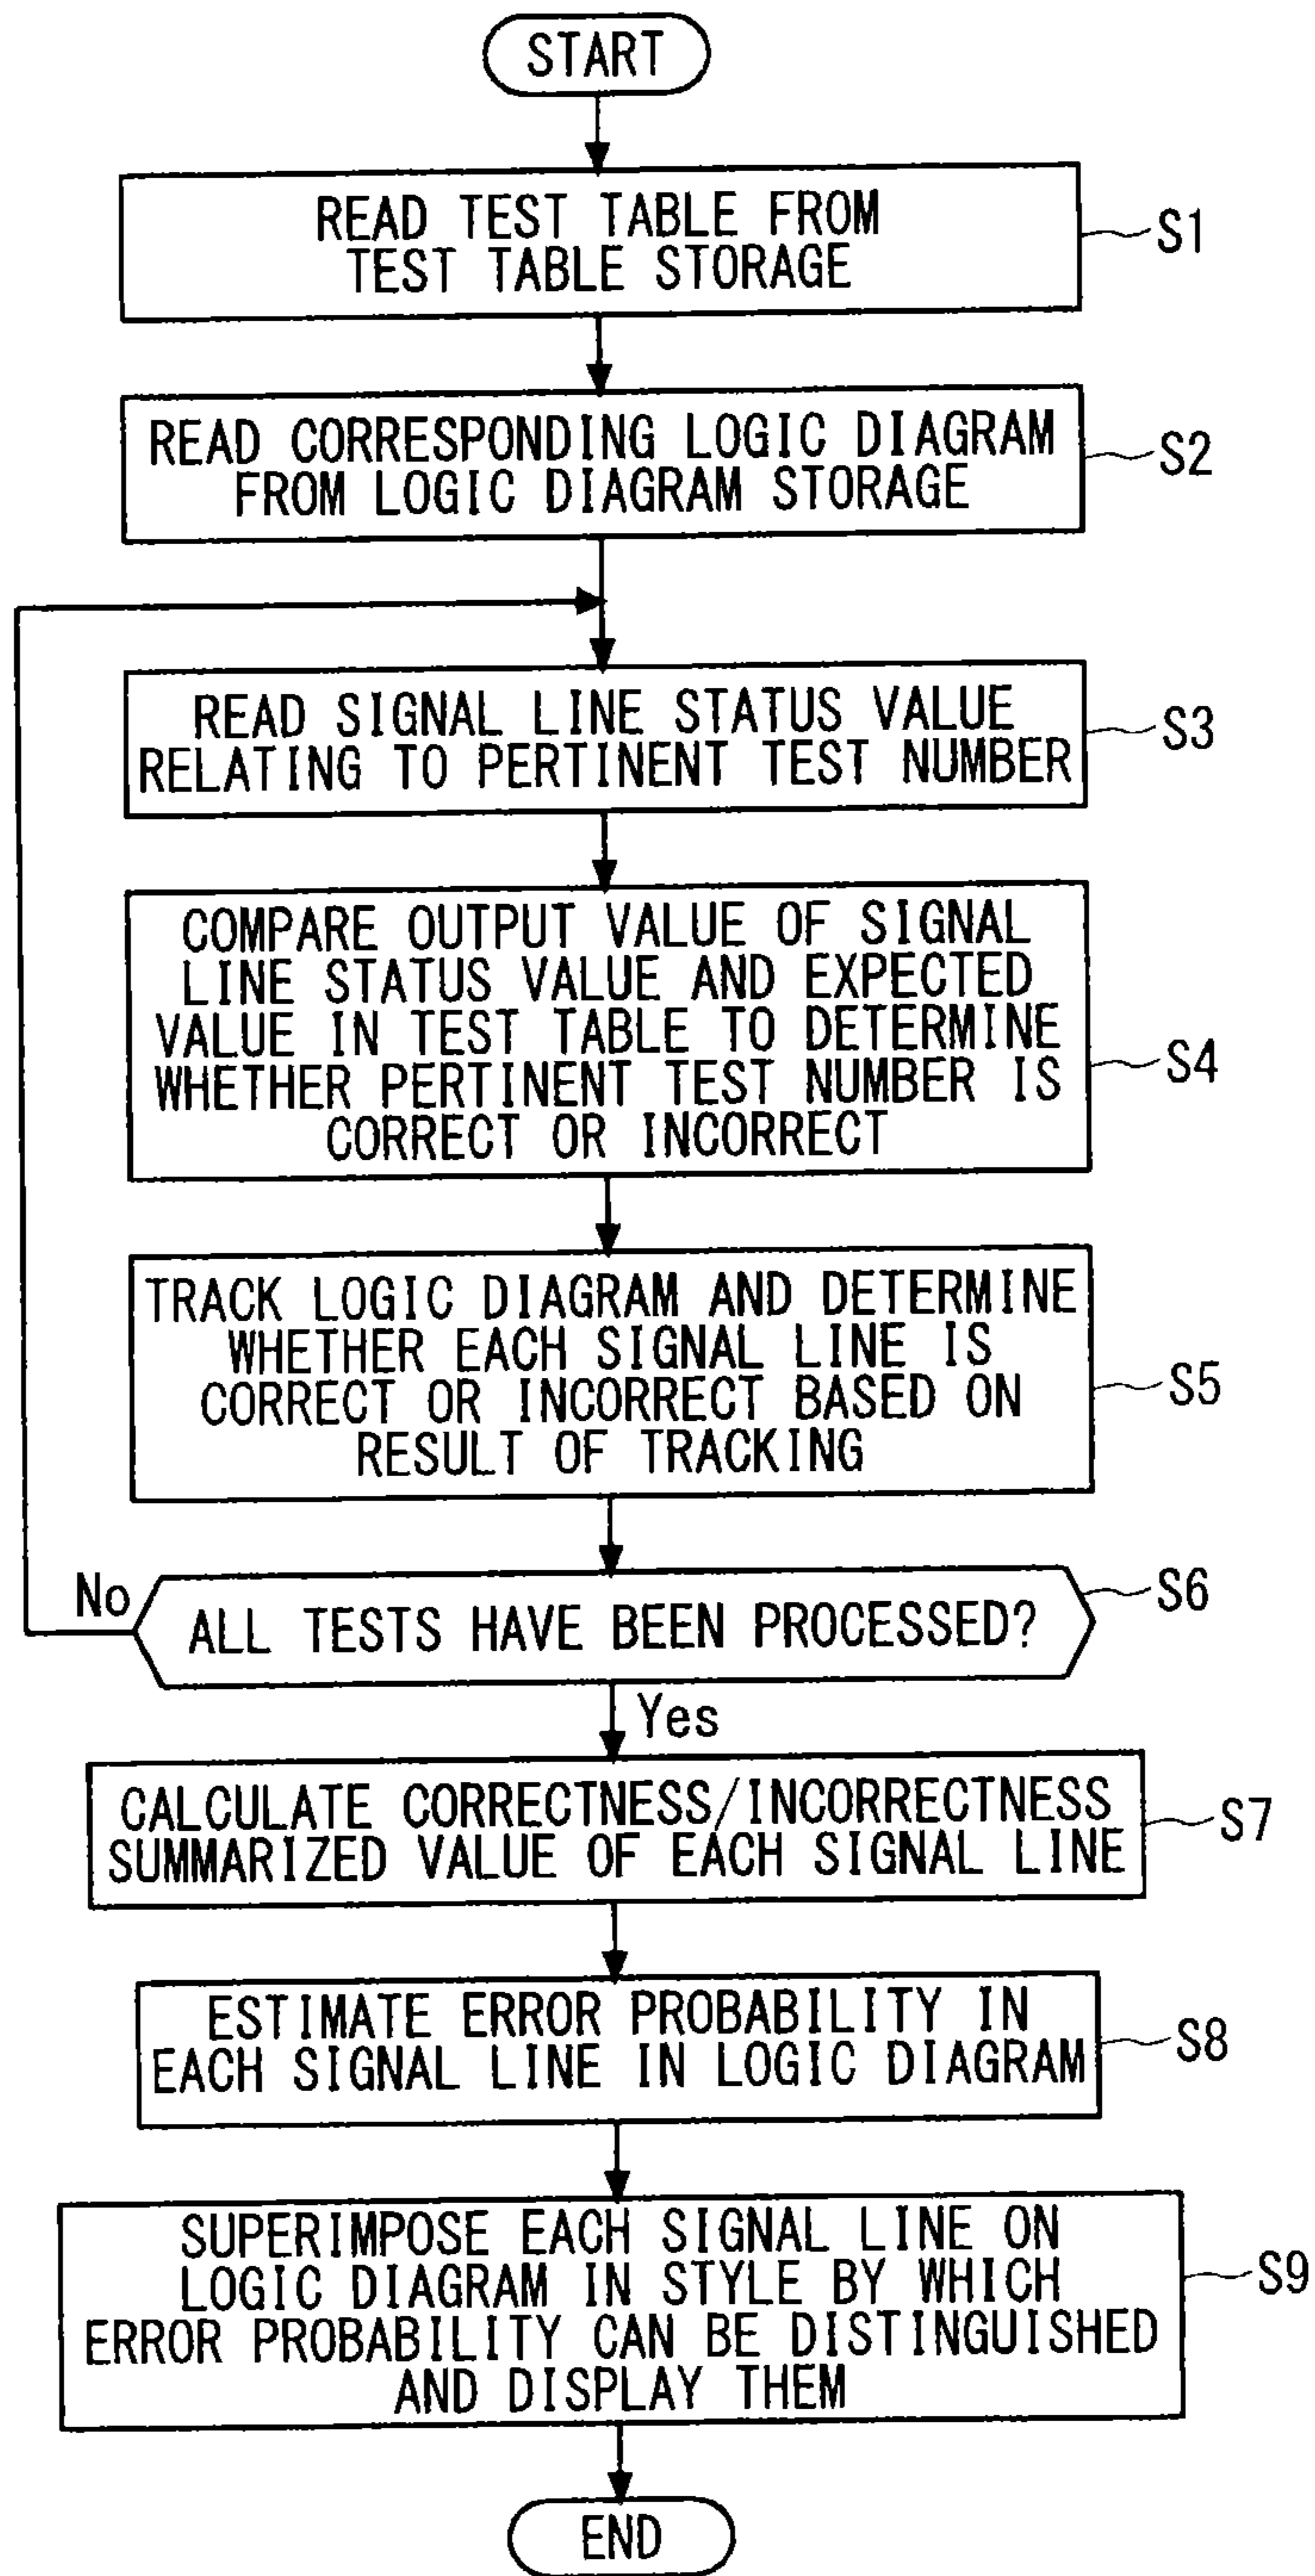 START
READ TEST TABLE FROM
TEST TABLE STORAGE
S1
READ CORRESPONDING LOGIC DIAGRAM
FROM LOGIC DIAGRAM STORAGE
S2
READ SIGNAL LINE STATUS VALUE
RELATING TO PERTINENT TEST NUMBER
S3
COMPARE OUTPUT VALUE OF SIGNAL
LINE STATUS VALUE AND EXPECTED
VALUE IN TEST TABLE TO DETERMINE
WHETHER PERTINENT TEST NUMBER IS
CORRECT OR INCORRECT
S4
TRACK LOGIC DIAGRAM AND DETERMINE
WHETHER EACH SIGNAL LINE IS
CORRECT OR INCORRECT BASED ON
RESULT OF TRACKING
S5
No
ALL TESTS HAVE BEEN PROCESSED?
S6
Yes
CALCULATE CORRECTNESS/INCORRECTNESS
SUMMARIZED VALUE OF EACH SIGNAL LINE
S7
ESTIMATE ERROR PROBABILITY IN
EACH SIGNAL LINE IN LOGIC DIAGRAM
S8
SUPERIMPOSE EACH SIGNAL LINE ON
LOGIC DIAGRAM IN STYLE BY WHICH
ERROR PROBABILITY CAN BE DISTINGUISHED
AND DISPLAY THEM
S9
END